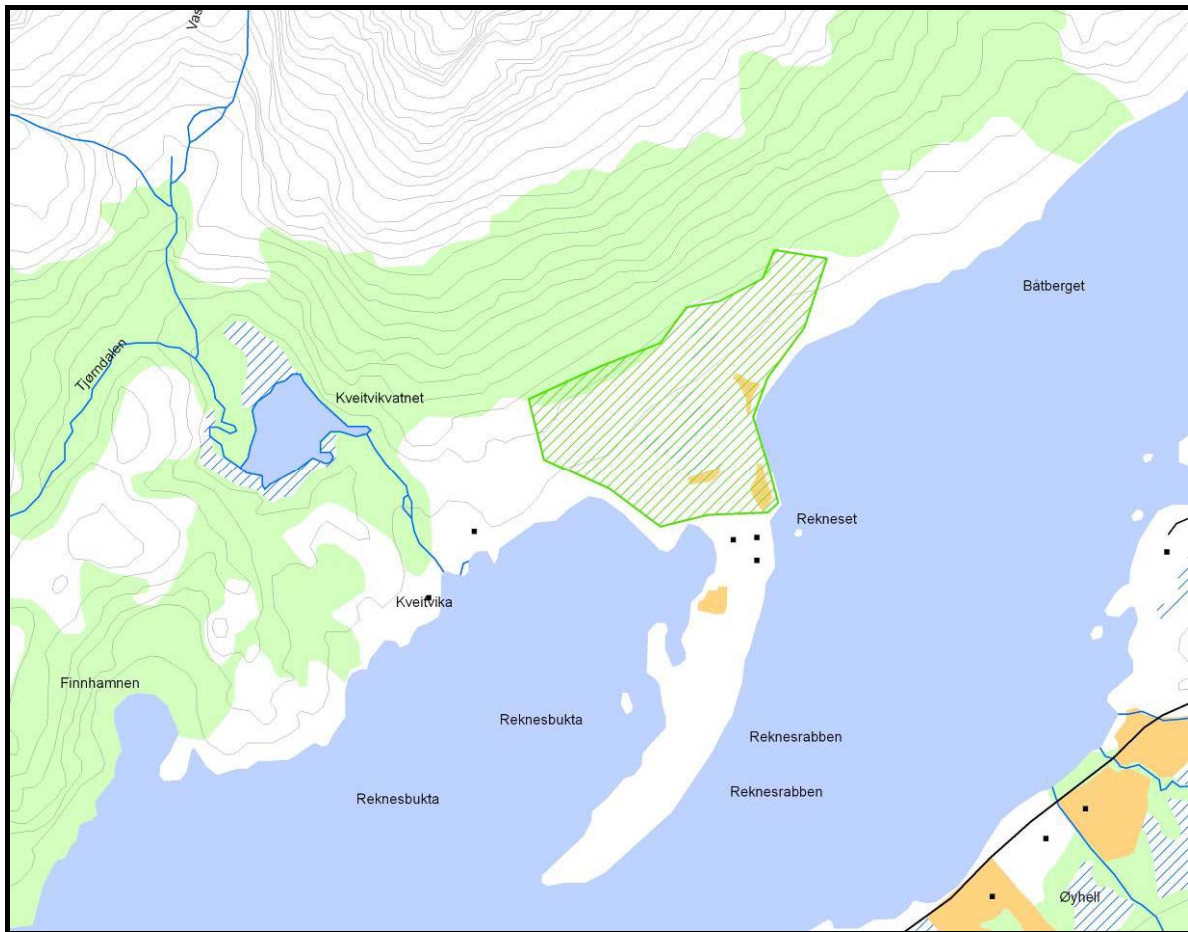 Båtberget
Tjørndalen
Kveitvikvatnet
Rekneset
Kveitvika
Finnhamnen
Reknesbukta
Reknesrabben
Reknesbukta
Reknesrabben
Øyhell